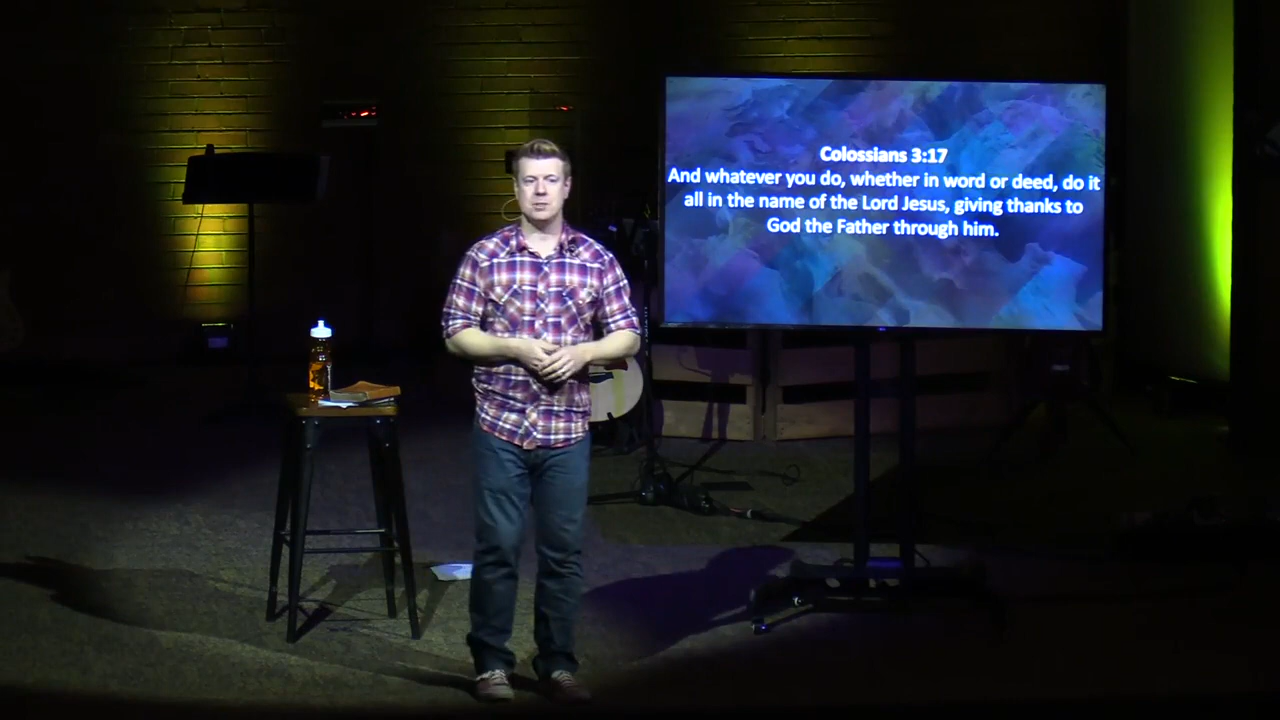 Colossians 3:17
And whatever you do, whether in word or deed, do it
all in the name of the Lord Jesus, giving thanks to
God the Father through him.